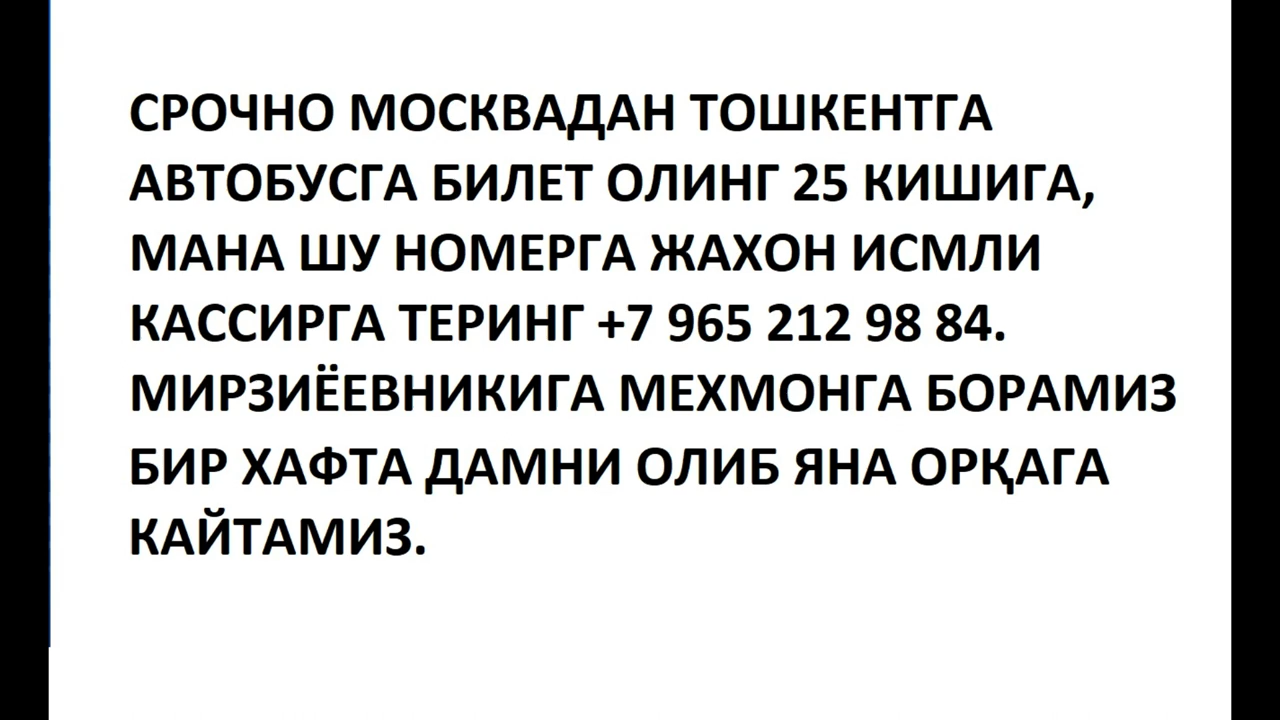 СРОЧНО МОСКВАДАН ТОШКЕНТГА
АВТОБУСГА БИЛЕТ ОЛИНГ 25 КИШИГА,
МАНА ШУ НОМЕРГА ЖАХОН ИСМЛИ
КАССИРГА ТЕРИНГ +7 965 212 98 84.
МИРЗИЁЕВНИКИГА МЕХМОНГА БОРАМИЗ
БИР ХАФТА ДАМНИ ОЛИБ ЯНА ОРҚАГА
КАЙТАМИЗ.